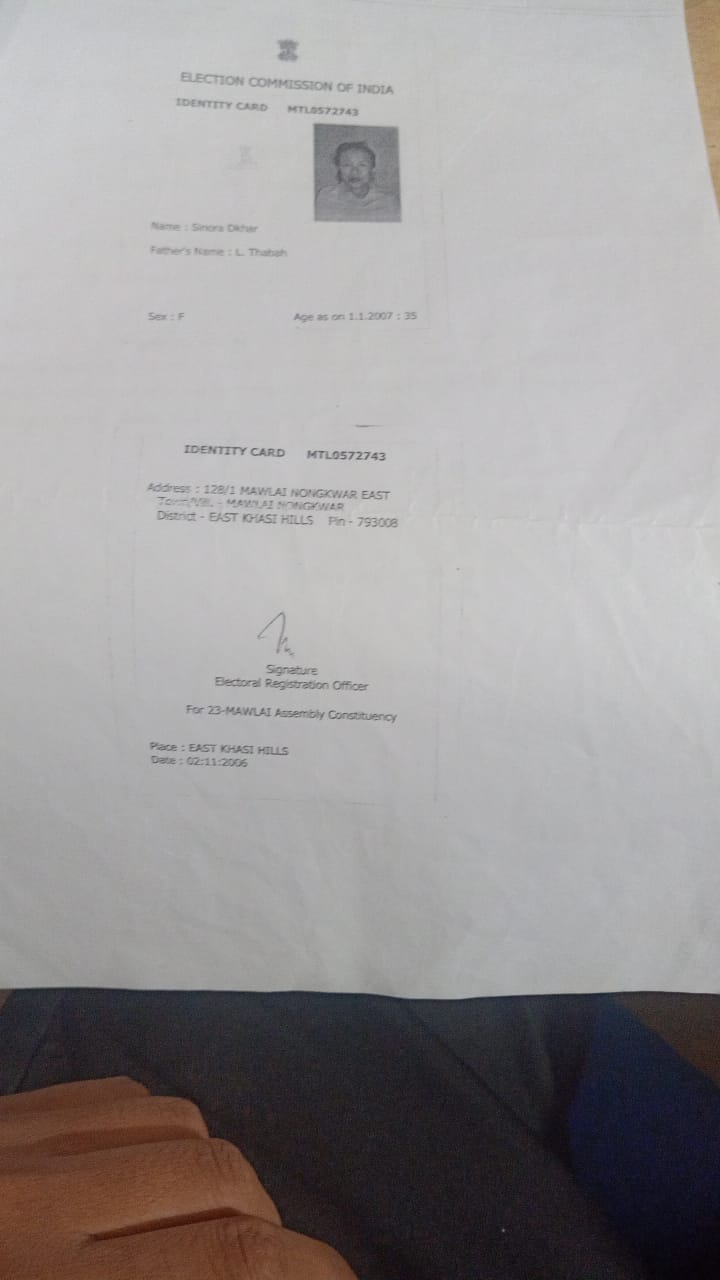 ELECTION COMMISSION OF INDIA
IDENTITY CARD MTL0572743
Name : Sinora Dkhar
Father's Name : L. Thabah
Sex : F Age as on 1.1.2007 : 35
IDENTITY CARD MTL0572743
Address : 128/1 MAWLAI NONGKWAR EAST
Town/Vill. - MAWLAI NONGKWAR
District - EAST KHASI HILLS Pin - 793008
Signature
Electoral Registration Officer
For 23-MAWLAI Assembly Constituency
Place : EAST KHASI HILLS
Date : 02:11:2006